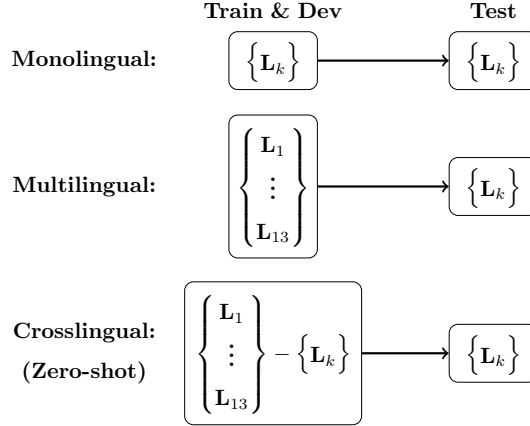 Train & Dev Test
Monolingual: {L_k} {L_k}
Multilingual: {L_1 ⋮ L_13} {L_k}
Crosslingual: {L_1 ⋮ L_13} − {L_k} {L_k}
(Zero-shot)